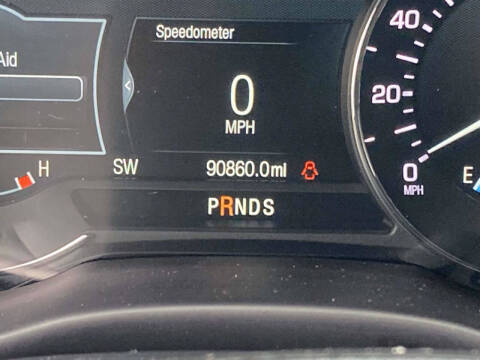 Speedometer
Aid
0
MPH
40
20
0
MPH
H
SW
90860.0mi
E
PRNDS